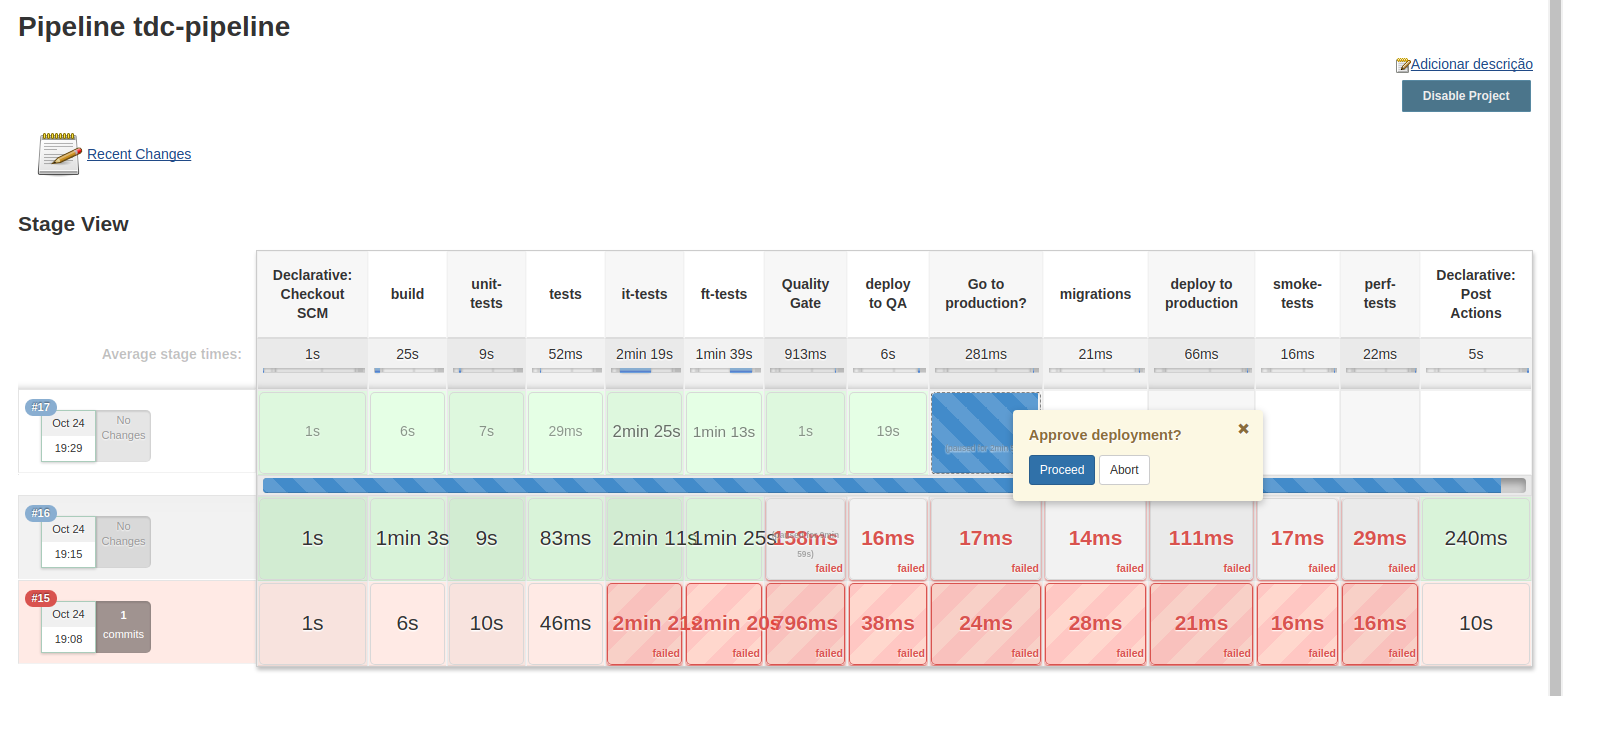 Pipeline tdc-pipeline
Adicionar descrição
Disable Project
Recent Changes
Stage View
Declarative: Checkout SCM
build
unit-tests
tests
it-tests
ft-tests
Quality Gate
deploy to QA
Go to production?
migrations
deploy to production
smoke-tests
perf-tests
Declarative: Post Actions
Average stage times:
1s
25s
9s
52ms
2min 19s
1min 39s
913ms
6s
281ms
21ms
66ms
16ms
22ms
5s
#17
Oct 24
19:29
No Changes
1s
6s
7s
29ms
2min 25s
1min 13s
1s
19s
(paused for 2min
Approve deployment?
✖
Proceed
Abort
#16
Oct 24
19:15
No Changes
1s
1min 3s
9s
83ms
2min 11s
1min 25s
158ms
59s)
failed
16ms
failed
17ms
failed
14ms
failed
111ms
failed
17ms
failed
29ms
failed
240ms
#15
Oct 24
19:08
1 commits
1s
6s
10s
46ms
2min 21s
failed
2min 20s
failed
796ms
failed
38ms
failed
24ms
failed
28ms
failed
21ms
failed
16ms
failed
16ms
failed
10s